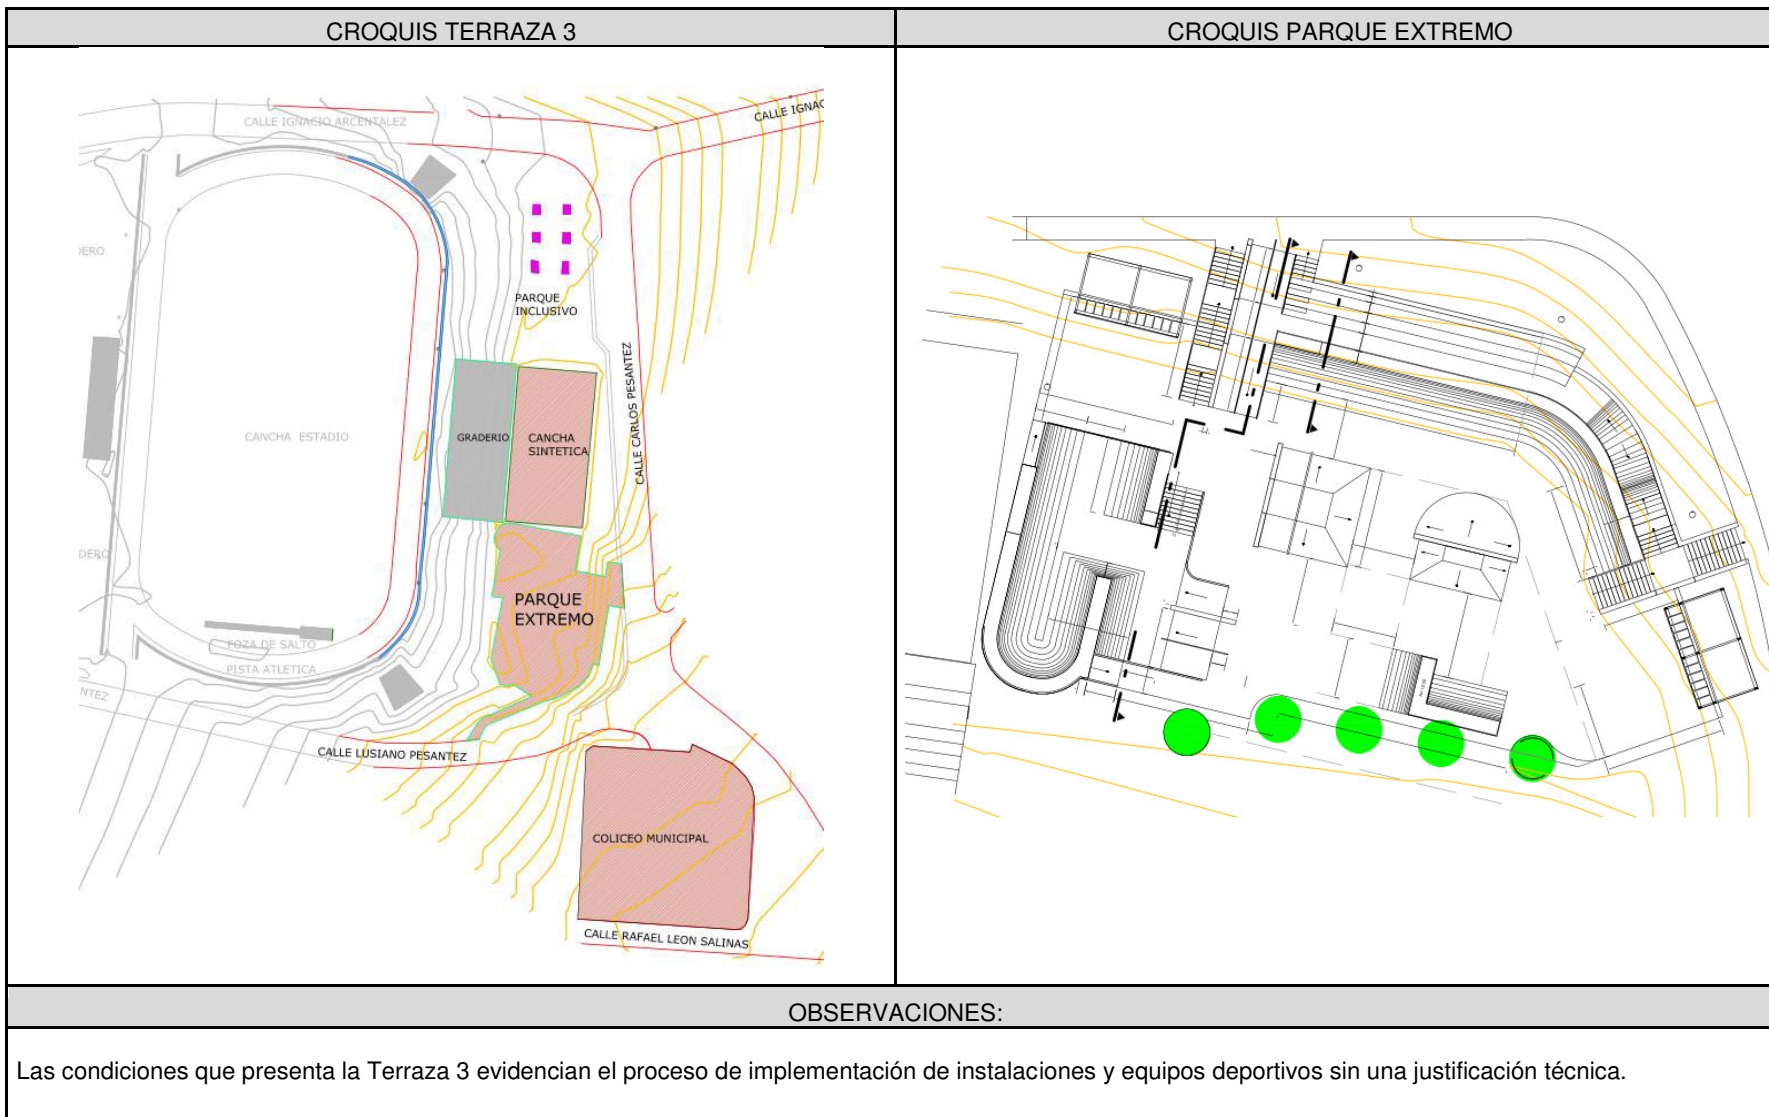 CROQUIS TERRAZA 3
CROQUIS PARQUE EXTREMO
CALLE IGNACIO ARCENTALEZ
CALLE IGNAC
DERO
PARQUE
INCLUSIVO
CALLE CARLOS PESANTEZ
CANCHA ESTADIO
GRADERIO
CANCHA
SINTETICA
DERO
PARQUE
EXTREMO
FOZA DE SALTO
PISTA ATLETICA
NTEZ
CALLE LUSIANO PESANTEZ
COLICEO MUNICIPAL
CALLE RAFAEL LEON SALINAS
OBSERVACIONES:
Las condiciones que presenta la Terraza 3 evidencian el proceso de implementación de instalaciones y equipos deportivos sin una justificación técnica.